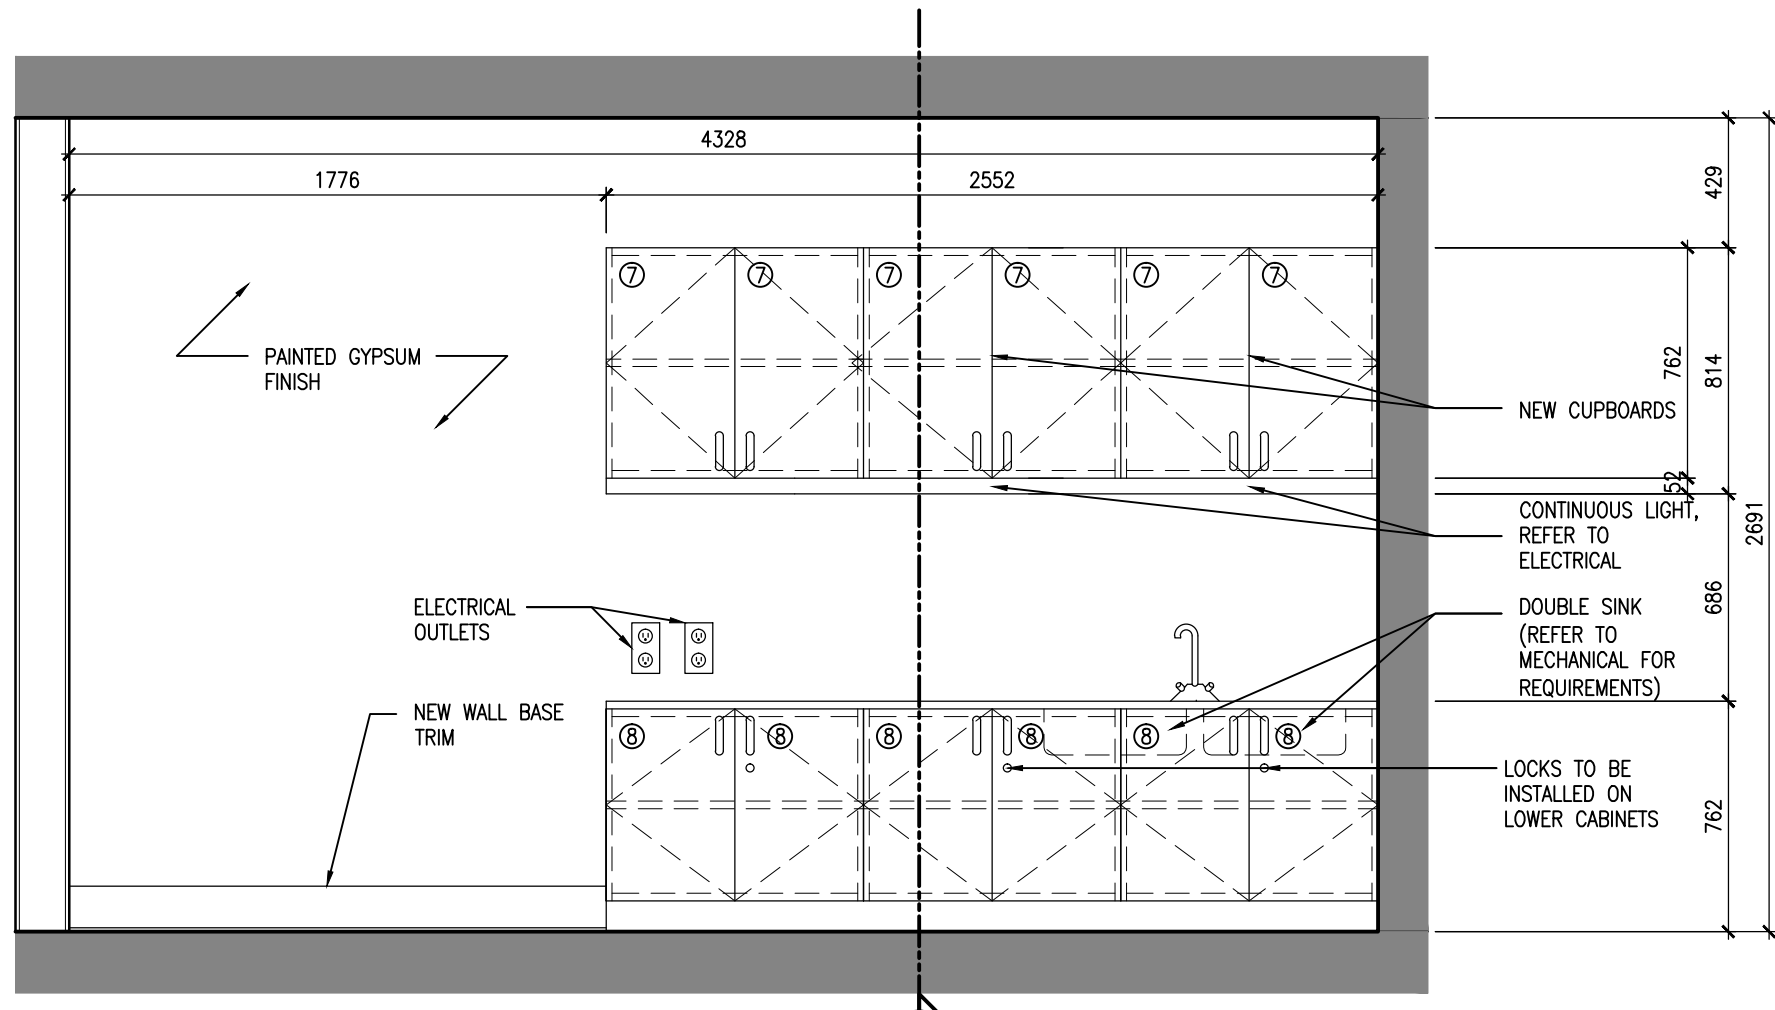 4328
1776
2552
429
7 7 7 7 7 7
PAINTED GYPSUM
FINISH
762
814
NEW CUPBOARDS
52
CONTINUOUS LIGHT,
REFER TO
ELECTRICAL
2691
ELECTRICAL
OUTLETS
686
DOUBLE SINK
(REFER TO
MECHANICAL FOR
REQUIREMENTS)
NEW WALL BASE
TRIM
8 8 8 8 8 8
LOCKS TO BE
INSTALLED ON
LOWER CABINETS
762